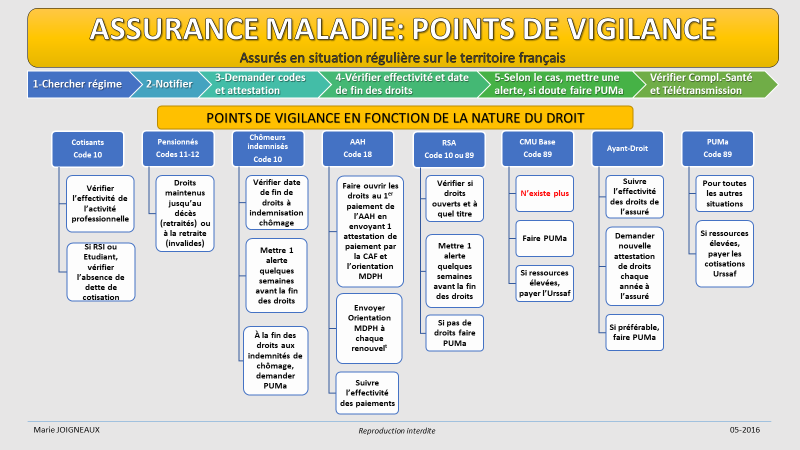 ASSURANCE MALADIE: POINTS DE VIGILANCE
Assurés en situation régulière sur le territoire français
1-Chercher régime
2-Notifier
3-Demander codes
et attestation
4-Vérifier effectivité et date
de fin des droits
5-Selon le cas, mettre une
alerte, si doute faire PUMa
Vérifier Compl.-Santé
et Télétransmission
POINTS DE VIGILANCE EN FONCTION DE LA NATURE DU DROIT
Cotisants
Code 10
Vérifier
l'effectivité de
l'activité
professionnelle
Si RSI ou
Etudiant,
vérifier
l'absence de
dette de
cotisation
Pensionnés
Codes 11-12
Droits
maintenus
jusqu'au
décès
(retraités) ou
à la retraite
(invalides)
Chômeurs
indemnisés
Code 10
Vérifier date
de fin de
droits à
indemnisation
chômage
Mettre 1
alerte
quelques
semaines
avant la fin
des droits
À la fin des
droits aux
indemnités de
chômage,
demander
PUMa
AAH
Code 18
Faire ouvrir les
droits au 1er
paiement de
l'AAH en
envoyant 1
attestation de
paiement par
la CAF et
l'orientation
MDPH
Envoyer
Orientation
MDPH à
chaque
renouvelt
Suivre
l'effectivité
des paiements
RSA
Code 10 ou 89
Vérifier si
droits
ouverts et à
quel titre
Mettre 1
alerte
quelques
semaines
avant la fin
des droits
Si pas de
droits faire
PUMa
CMU Base
Code 89
N'existe plus
Faire PUMa
Si ressources
élevées,
payer l'Urssaf
Ayant-Droit
Suivre
l'effectivité
des droits de
l'assuré
Demander
nouvelle
attestation
de droits
chaque
année à
l'assuré
Si préférable,
faire PUMa
PUMa
Code 89
Pour toutes
les autres
situations
Si ressources
élevées,
payer les
cotisations
Urssaf
Marie JOIGNEAUX
Reproduction interdite
05-2016